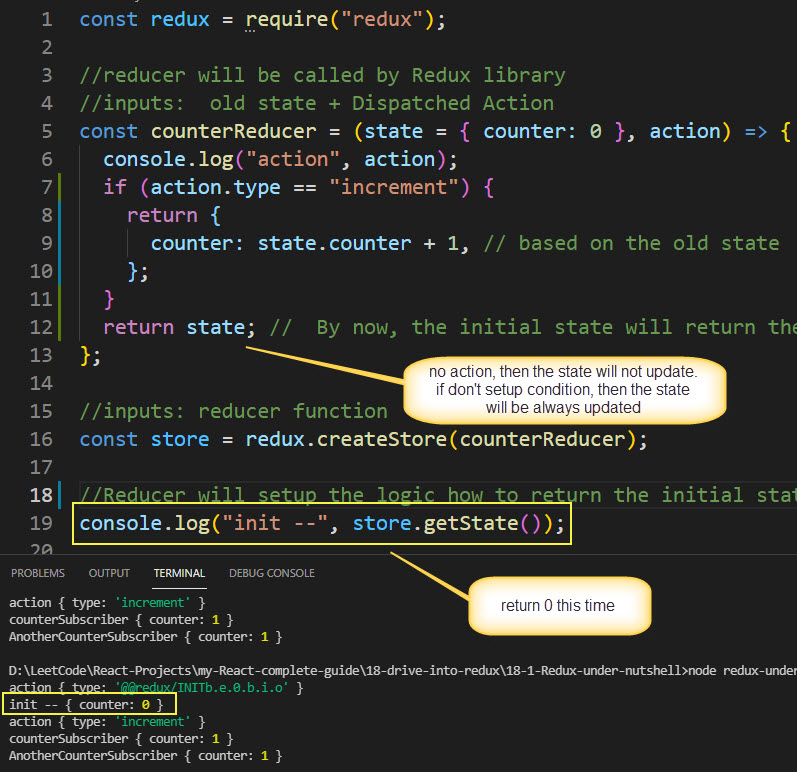 1 const redux = require("redux");
2
3 //reducer will be called by Redux library
4 //inputs:  old state + Dispatched Action
5 const counterReducer = (state = { counter: 0 }, action) => {
6   console.log("action", action);
7   if (action.type == "increment") {
8     return {
9       counter: state.counter + 1, // based on the old state
10     };
11   }
12   return state; //  By now, the initial state will return the
13 };
no action, then the state will not update.
if don't setup condition, then the state
will be always updated
14
15 //inputs: reducer function
16 const store = redux.createStore(counterReducer);
17
18 //Reducer will setup the logic how to return the initial stat
19 console.log("init --", store.getState());
20
PROBLEMS OUTPUT TERMINAL DEBUG CONSOLE
return 0 this time
action { type: 'increment' }
counterSubscriber { counter: 1 }
AnotherCounterSubscriber { counter: 1 }
D:\LeetCode\React-Projects\my-React-complete-guide\18-drive-into-redux\18-1-Redux-under-nutshell>node redux-under
action { type: '@@redux/INITb.e.0.b.i.o' }
init -- { counter: 0 }
action { type: 'increment' }
counterSubscriber { counter: 1 }
AnotherCounterSubscriber { counter: 1 }